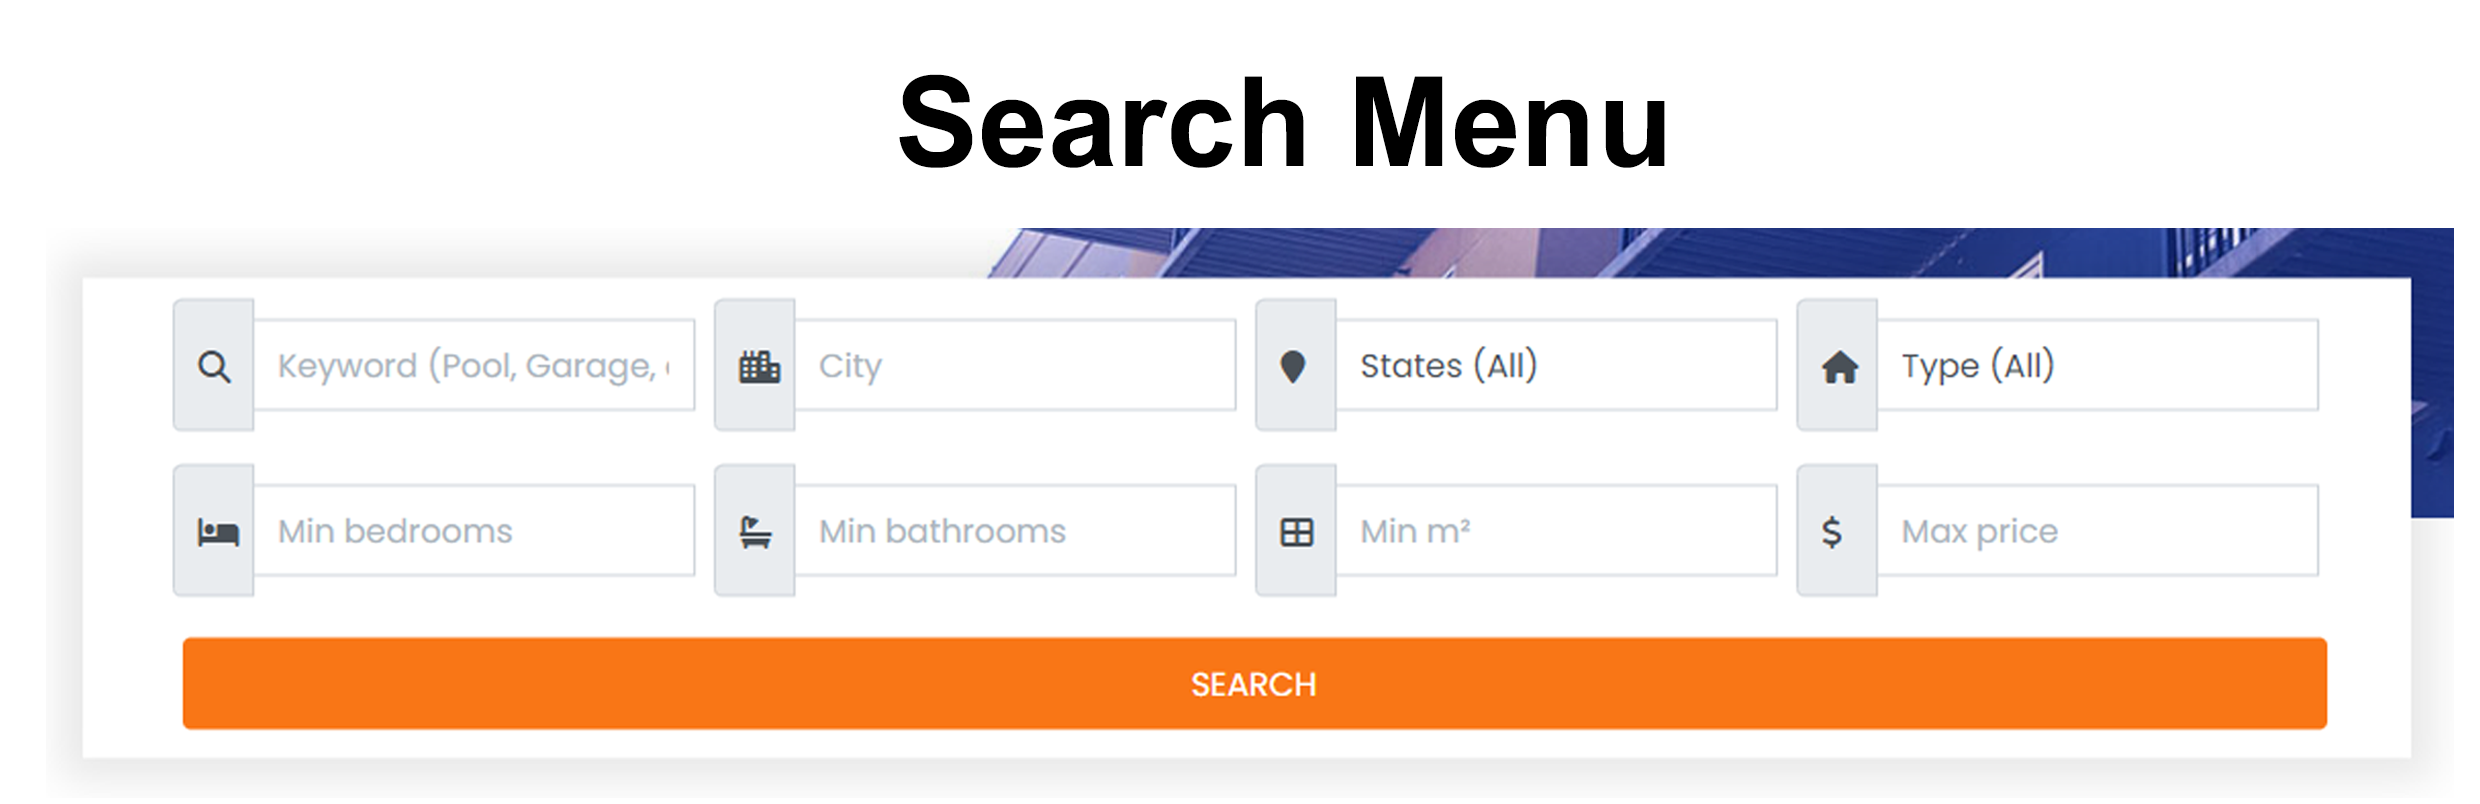 Search Menu
Keyword (Pool, Garage,
City
States (All)
Type (All)
Min bedrooms
Min bathrooms
Min m²
$ Max price
SEARCH